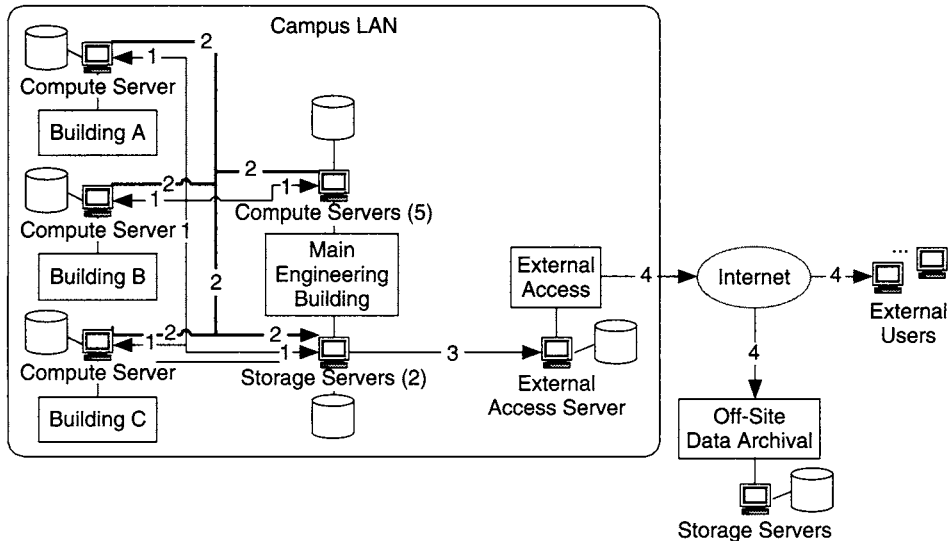 Campus LAN
2
1
Compute Server
Building A
2
2
1
1
Compute Server 1
Compute Servers (5)
Building B
Main
Engineering
Building
2
External
Access
4
Internet
4
...
External
Users
2
2
1
1
3
4
Compute Server
Storage Servers (2)
External
Access Server
Building C
Off-Site
Data Archival
Storage Servers